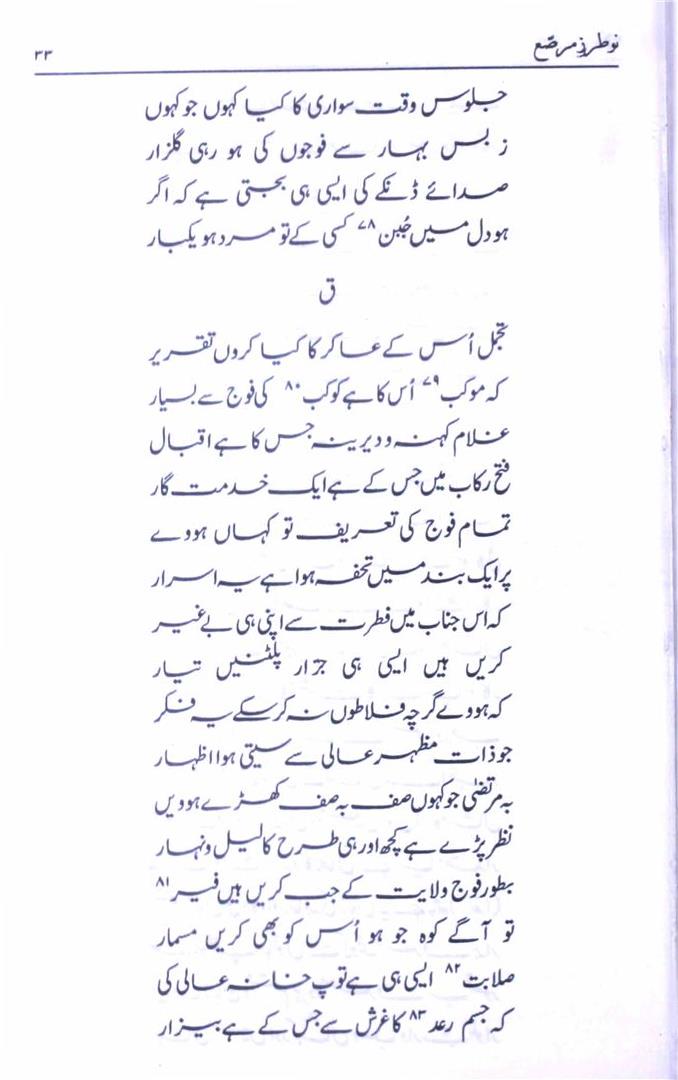 نو طرزِ مرصّع
۳۳
جلوس وقت سواری کا کیا کہوں جو کہوں
ز بس بہار سے فوجوں کی ہو رہی گلزار
صدائے ڈنکے کی ایسی ہی بجتی ہے کہ اگر
ہو دل میں جُبن ۷۸ کسی کے تو مرد ہو یکبار
ق
تجمل اُس کے عساکر کا کیا کروں تقریر
کہ موکب ۷۹ اُس کا ہے کوکب ۸۰ کی فوج سے بسیار
غلام کہنہ و دیرینہ جس کا ہے اقبال
فتح رکاب میں جس کے ہے ایک خدمت گار
تمام فوج کی تعریف تو کہاں ہووے
پر ایک بند میں تحفہ ہوا ہے یہ اسرار
کہ اس جناب میں فطرت سے اپنی ہی بے غیر
کریں ہیں ایسی ہی جرّار پلٹنیں تیار
کہ ہووے گرچہ فلاطوں نہ کر سکے یہ فکر
جو ذات مظہر عالی سے سیتی ہوا اظہار
بہ مرتضیٰ جو کہوں صف بہ صف کھڑے ہوویں
نظر پڑے ہے کچھ اور ہی طرح کا لیل و نہار
بطور فوج ولایت کے جب کریں ہیں فیر ۸۱
تو آگے کوہ جو ہو اُس کو بھی کریں مسمار
صلابت ۸۲ ایسی ہی ہے توپ خانہ عالی کی
کہ جسم رعد ۸۳ کا غرش سے جس کے ہے بیزار